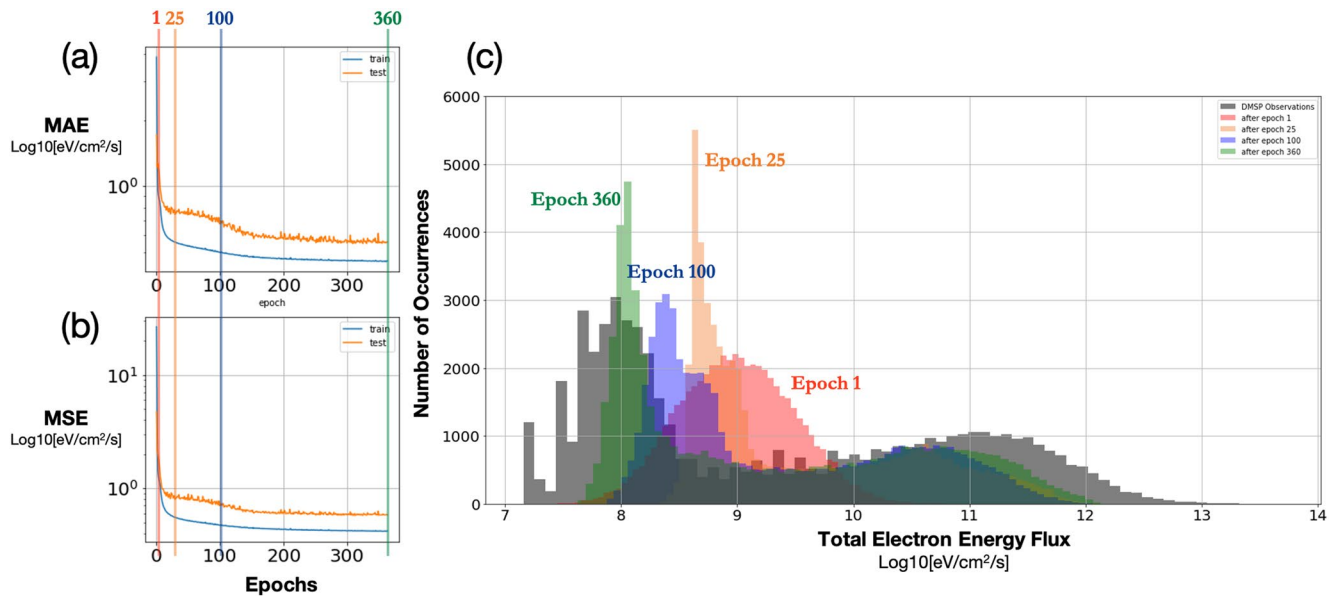 1 25 100 360
(a)
train
test
MAE
Log10[eV/cm²/s]
10⁰
0 100 200 300
epoch
(b)
train
test
10¹
MSE
Log10[eV/cm²/s]
10⁰
0 100 200 300
Epochs
(c)
6000
5000
4000
3000
2000
1000
0
Number of Occurrences
DMSP Observations
after epoch 1
after epoch 25
after epoch 100
after epoch 360
Epoch 25
Epoch 360
Epoch 100
Epoch 1
7 8 9 10 11 12 13 14
Total Electron Energy Flux
Log10[eV/cm²/s]